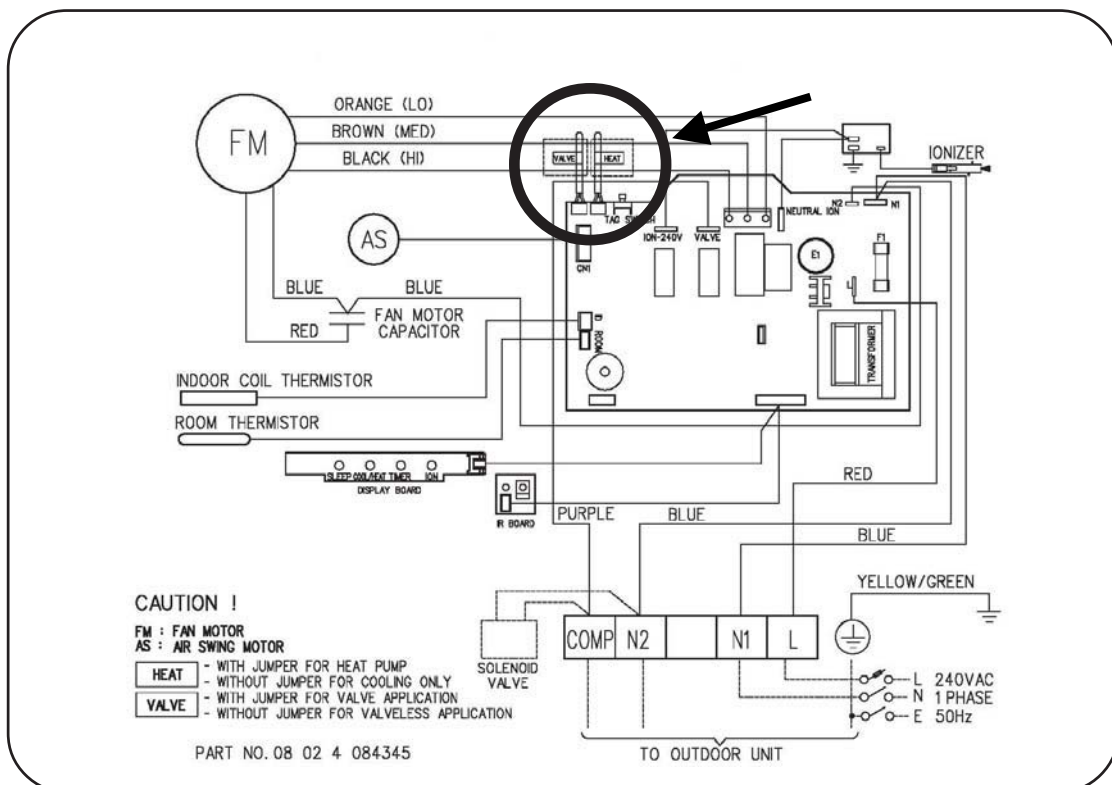 ORANGE (LO)
BROWN (MED)
BLACK (HI)
FM
VALVE
HEAT
IONIZER
N2
N1
NEUTRAL ION
ION-240V
VALVE
E1
F1
AS
CN1
L
BLUE
BLUE
RED
FAN MOTOR
CAPACITOR
ROOM
TRANSFORMER
INDOOR COIL THERMISTOR
ROOM THERMISTOR
SLEEP COOL/HEAT TIMER ION
DISPLAY BOARD
IR BOARD
PURPLE
BLUE
RED
BLUE
YELLOW/GREEN
CAUTION !
FM : FAN MOTOR
AS : AIR SWING MOTOR
HEAT - WITH JUMPER FOR HEAT PUMP
- WITHOUT JUMPER FOR COOLING ONLY
VALVE - WITH JUMPER FOR VALVE APPLICATION
- WITHOUT JUMPER FOR VALVELESS APPLICATION
PART NO. 08 02 4 084345
SOLENOID
VALVE
COMP N2 N1 L
L 240VAC
N 1PHASE
E 50Hz
TO OUTDOOR UNIT